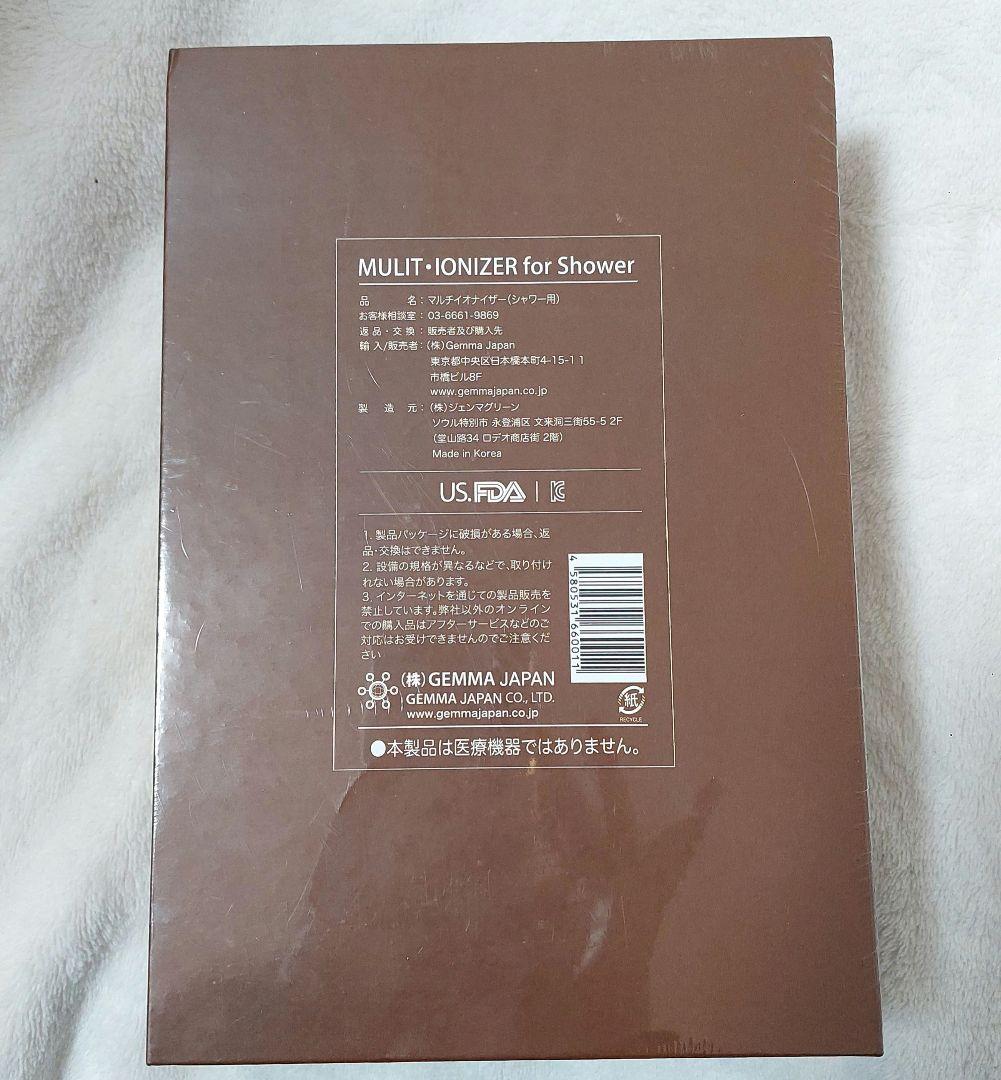 MULIT・IONIZER for Shower
品 名：マルチイオナイザー(シャワー用)
お客様相談室：03-6661-9869
返品・交換：販売者及び購入先
輸入/販売者：(株)Gemma Japan
東京都中央区日本橋本町4-15-1 1
市橋ビル8F
www.gemmajapan.co.jp
製 造 元：(株)ジェンマグリーン
ソウル特別市 永登浦区 文来洞三街55-5 2F
(堂山路34 ロデオ商店街 2階)
Made in Korea
US.FDA | KC
1. 製品パッケージに破損がある場合、返
品・交換はできません。
2. 設備の規格が異なるなどで、取り付け
れない場合があります。
3. インターネットを通じての製品販売を
禁止しています。弊社以外のオンライン
での購入品はアフターサービスなどのご
対応はお受けできませんのでご注意くだ
さい
4580531660011
(株)GEMMA JAPAN
GEMMA JAPAN CO., LTD.
www.gemmajapan.co.jp
紙
RECYCLE
●本製品は医療機器ではありません。